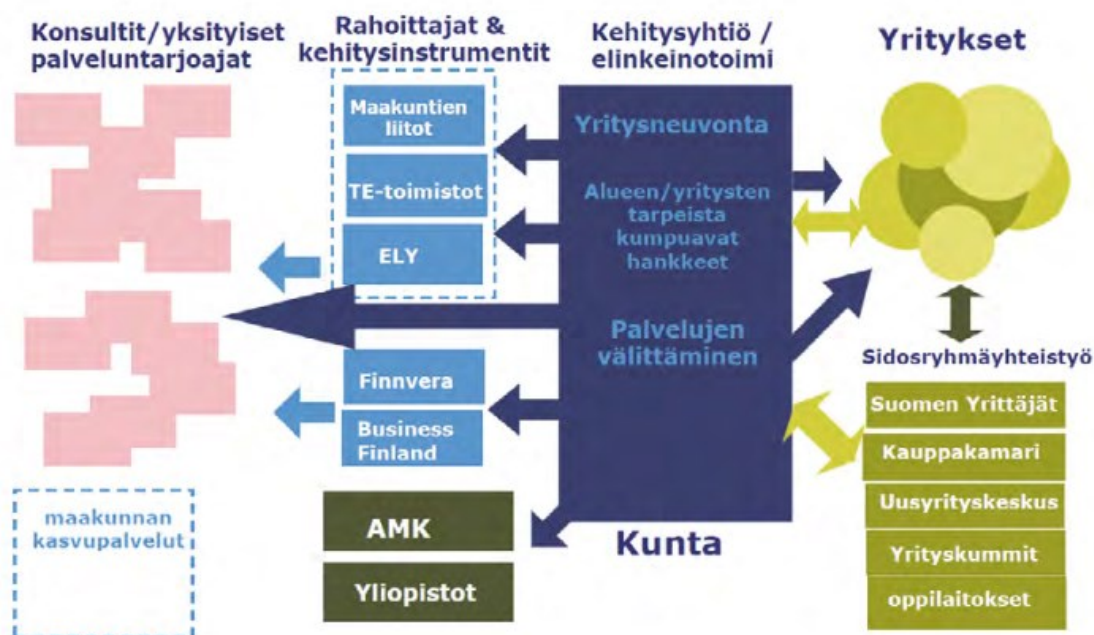 Konsultit/yksityiset
palveluntarjoajat
Rahoittajat &
kehitysinstrumentit
Maakuntien
liitot
TE-toimistot
ELY
Finnvera
Business
Finland
AMK
Yliopistot
maakunnan
kasvupalvelut
Kehitysyhtiö /
elinkeinotoimi
Yritysneuvonta
Alueen/yritysten
tarpeista
kumpuavat
hankkeet
Palvelujen
välittäminen
Kunta
Yritykset
Sidosryhmäyhteistyö
Suomen Yrittäjät
Kauppakamari
Uusyrityskeskus
Yrityskummit
oppilaitokset